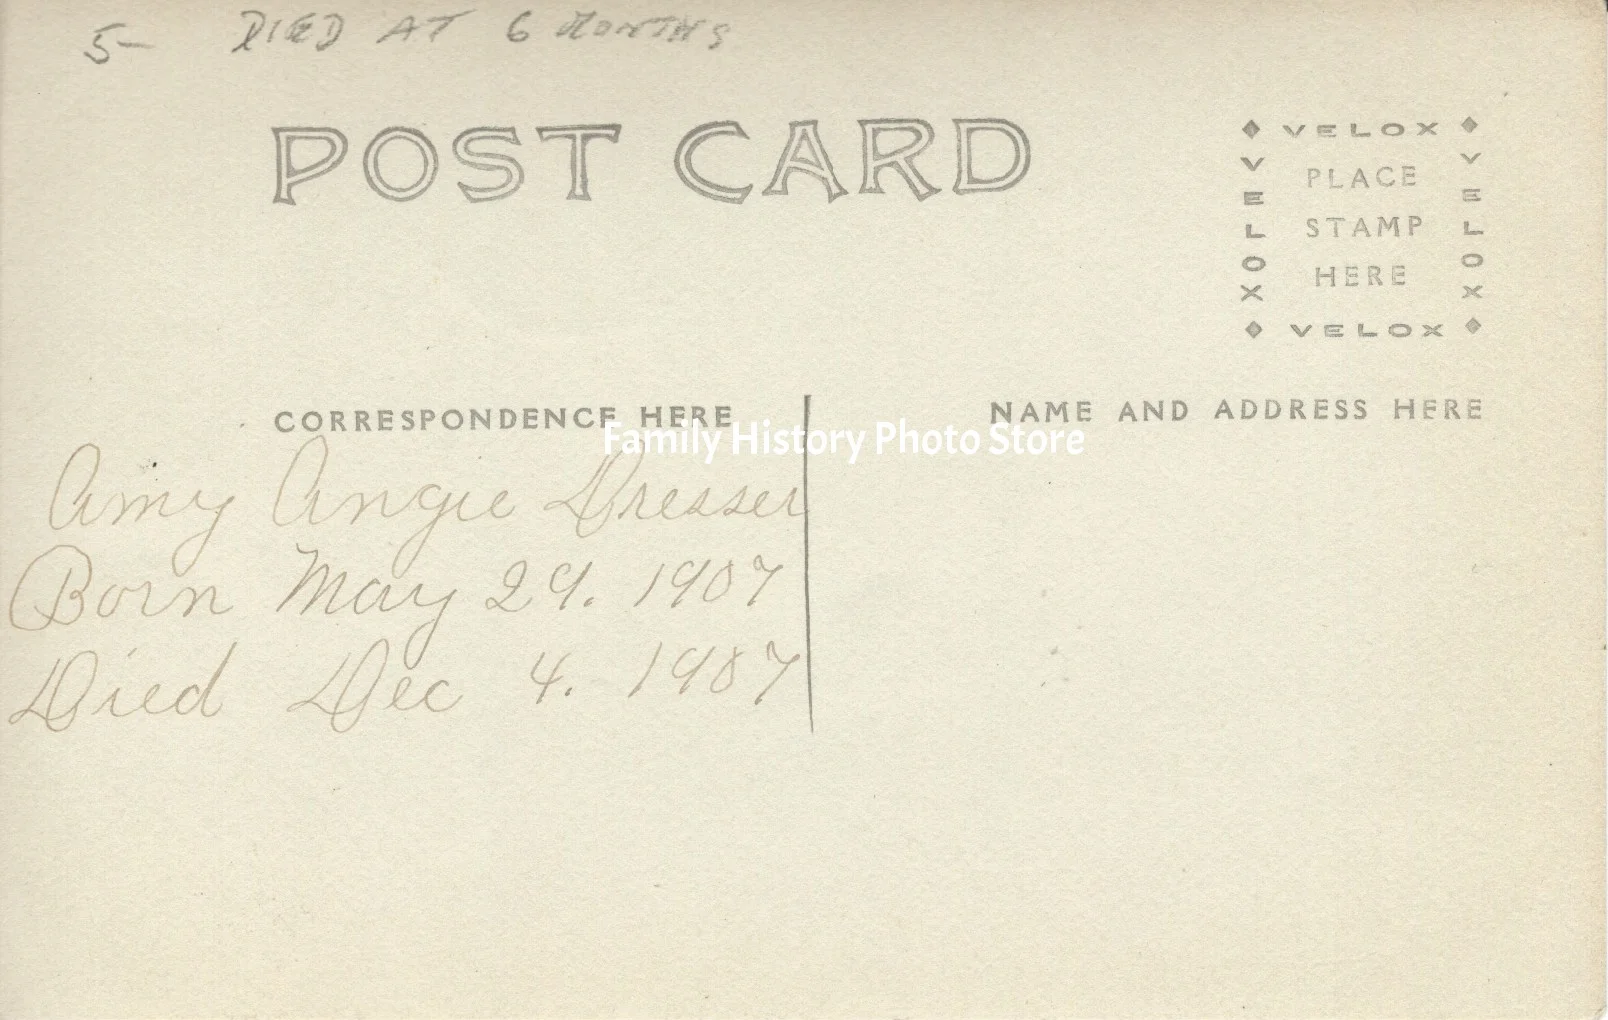 5- DIED AT 6 MONTHS
POST CARD
VELOX
VELOX
PLACE
STAMP
HERE
VELOX
VELOX
CORRESPONDENCE HERE
NAME AND ADDRESS HERE
Family History Photo Store
Amy Angie Dresser
Born May 29. 1907
Died Dec 4. 1907